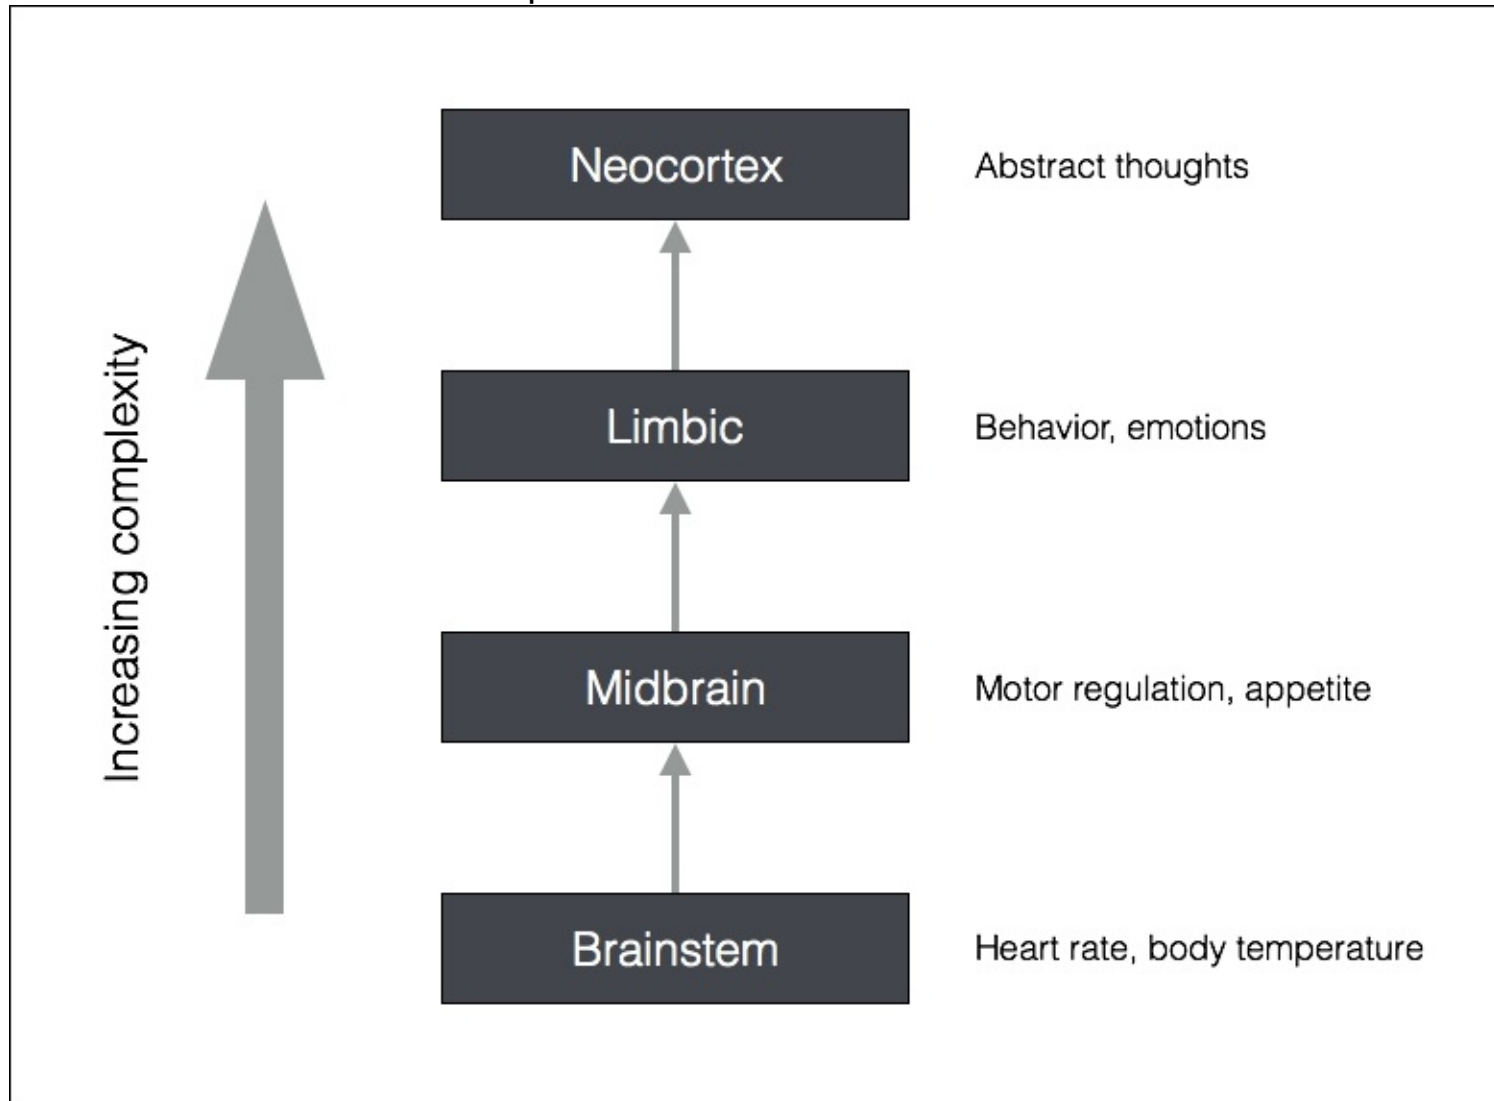 Neocortex
Abstract thoughts
Limbic
Behavior, emotions
Midbrain
Motor regulation, appetite
Brainstem
Heart rate, body temperature
Increasing complexity